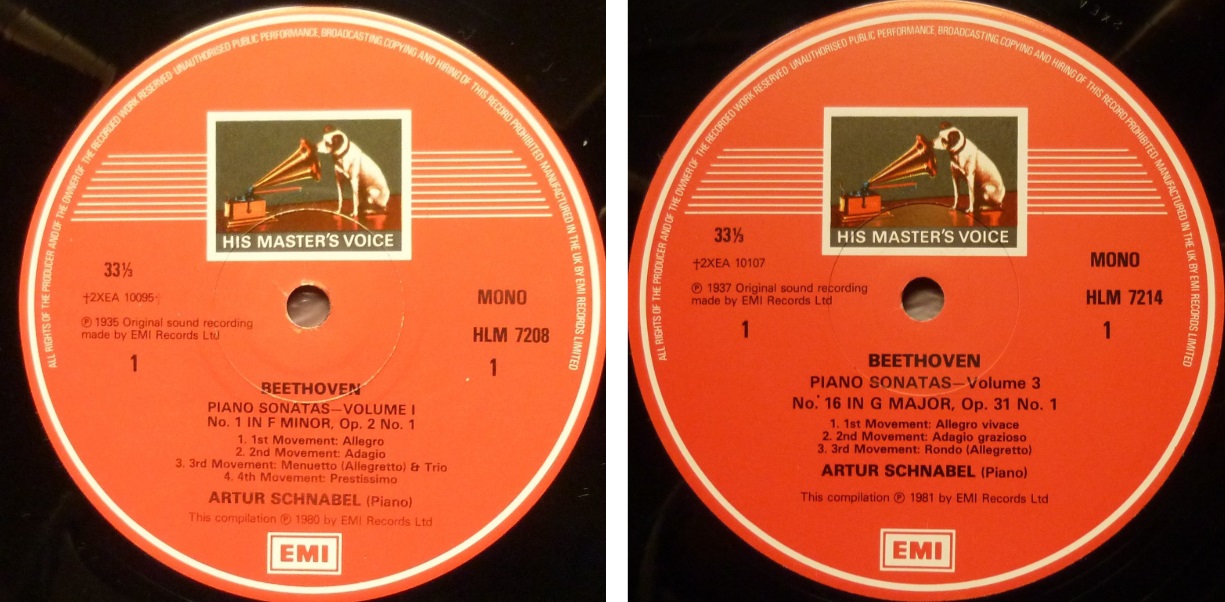 ALL RIGHTS OF THE PRODUCER AND OF THE OWNER OF THE RECORDED WORK RESERVED · UNAUTHORISED PUBLIC PERFORMANCE, BROADCASTING, COPYING AND HIRING OF THIS RECORD PROHIBITED · MANUFACTURED IN THE UK BY EMI RECORDS LIMITED
HIS MASTER'S VOICE
33⅓
†2XEA 10095†
℗ 1935 Original sound recording
made by EMI Records Ltd
1
MONO
HLM 7208
1
BEETHOVEN
PIANO SONATAS—VOLUME I
No. 1 IN F MINOR, Op. 2 No. 1
1. 1st Movement: Allegro
2. 2nd Movement: Adagio
3. 3rd Movement: Menuetto (Allegretto) & Trio
4. 4th Movement: Prestissimo
ARTUR SCHNABEL (Piano)
This compilation ℗ 1980 by EMI Records Ltd
EMI
ALL RIGHTS OF THE PRODUCER AND OF THE OWNER OF THE RECORDED WORK RESERVED · UNAUTHORISED PUBLIC PERFORMANCE, BROADCASTING, COPYING AND HIRING OF THIS RECORD PROHIBITED · MANUFACTURED IN THE UK BY EMI RECORDS LIMITED
HIS MASTER'S VOICE
33⅓
†2XEA 10107
℗ 1937 Original sound recording
made by EMI Records Ltd
1
MONO
HLM 7214
1
BEETHOVEN
PIANO SONATAS—Volume 3
No. 16 IN G MAJOR, Op. 31 No. 1
1. 1st Movement: Allegro vivace
2. 2nd Movement: Adagio grazioso
3. 3rd Movement: Rondo (Allegretto)
ARTUR SCHNABEL (Piano)
This compilation ℗ 1981 by EMI Records Ltd
EMI